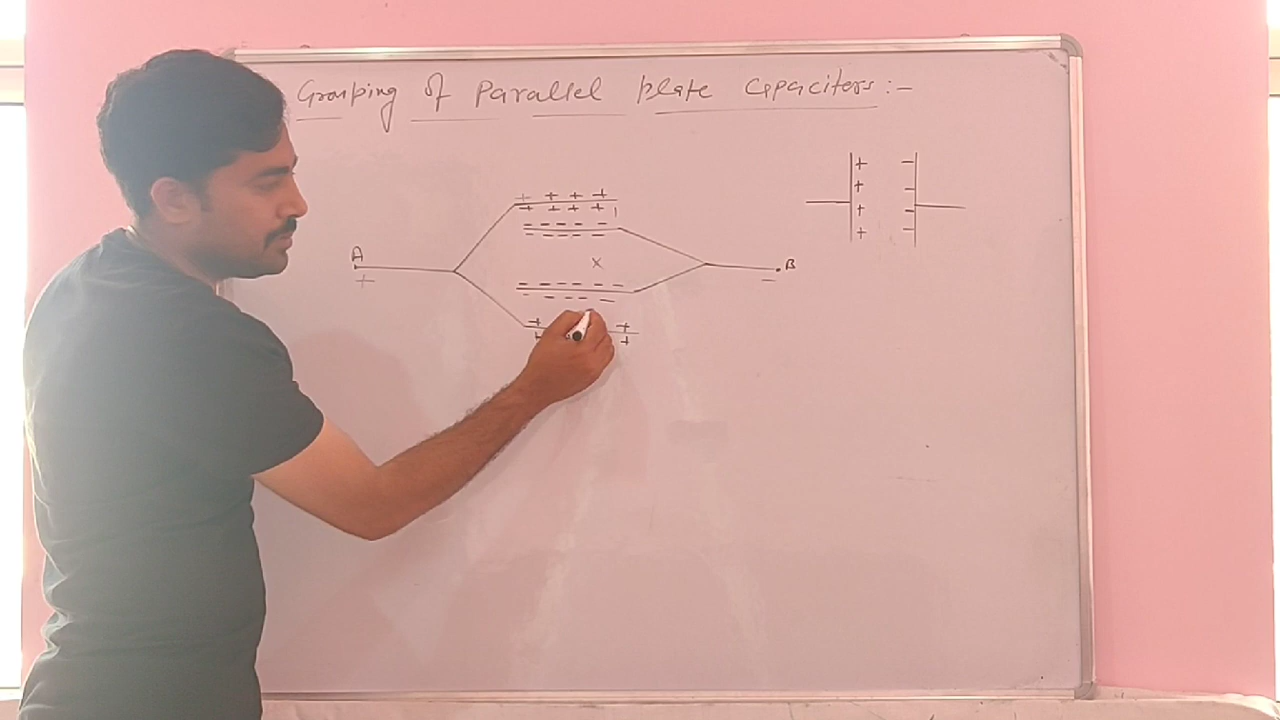 Grouping of Parallel plate Capacitors :-
+ + + +
+ + + +
- - - -
- - - -
A
+
×
B
-
- - - - -
- - - -
+ +
+ +
+ -
+ -
+ -
+ -